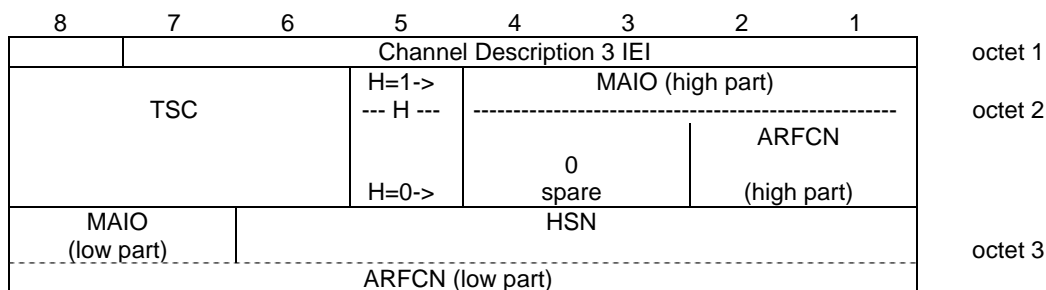 8 7 6 5 4 3 2 1
Channel Description 3 IEI octet 1
H=1-> MAIO (high part)
TSC --- H --- ---------------------------------------------------- octet 2
ARFCN
0
H=0-> spare (high part)
MAIO HSN
(low part) octet 3
ARFCN (low part)